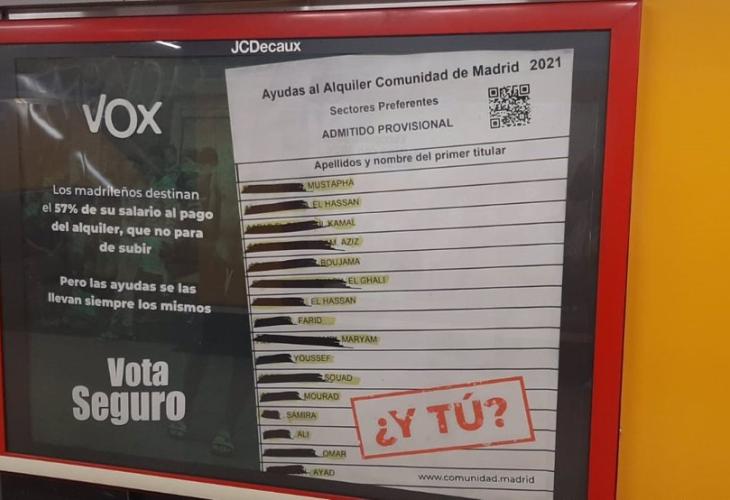 JCDecaux
VOX
Los madrileños destinan
el 57% de su salario al pago
del alquiler, que no para
de subir
Pero las ayudas se las
llevan siempre los mismos
Vota
Seguro
Ayudas al Alquiler Comunidad de Madrid 2021
Sectores Preferentes
ADMITIDO PROVISIONAL
Apellidos y nombre del primer titular
MUSTAPHA
EL HASSAN
KAMAL
AZIZ
BOUJAMA
EL GHALI
EL HASSAN
FARID
MARYAM
YOUSSEF
SOUAD
MOURAD
SAMIRA
ALI
OMAR
AYAD
¿Y TÚ?
www.comunidad.madrid